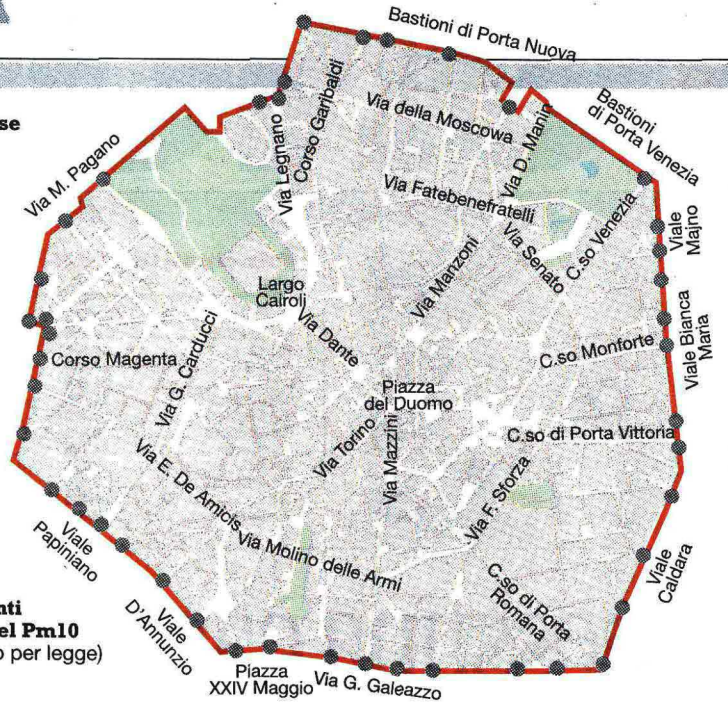 Bastioni di Porta Nuova
Corso Garibaldi
Via Legnano
Via della Moscowa
Via D. Manin
Bastioni
di Porta Venezia
Via M. Pagano
Via Fatebenefratelli
Via Senato
C.so Venezia
Viale
Majno
Via Manzoni
Largo
Cairoli
Via Dante
Viale Bianca
Maria
C.so Monforte
Corso Magenta
Via G. Carducci
Piazza
del Duomo
C.so di Porta Vittoria
Via Torino
Via Mazzini
Via F. Sforza
Via E. De Amicis
Via Molino delle Armi
Viale
Papiniano
Viale
Caldara
C.so di Porta
Romana
Viale
D'Annunzio
Piazza
XXIV Maggio
Via G. Galeazzo
se
nti
el Pm10
o per legge)